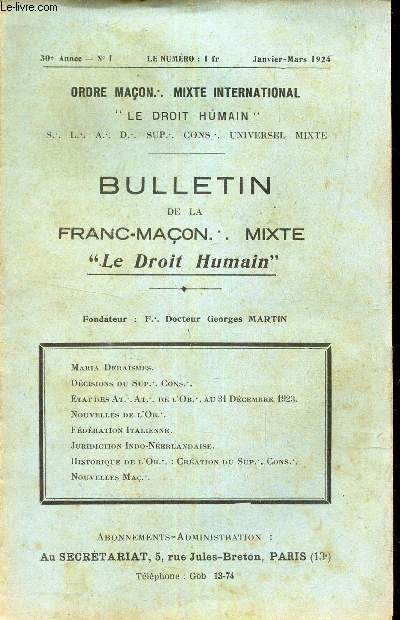 www.le-livre.com
30e Année — No 1 LE NUMÉRO : 1 fr. Janvier-Mars 1924
ORDRE MAÇON∴ MIXTE INTERNATIONAL
"LE DROIT HUMAIN"
S∴ L∴ A∴ D∴ SUP∴ CONS∴ UNIVERSEL MIXTE
BULLETIN
DE LA
FRANC-MAÇON∴ MIXTE
"Le Droit Humain"
Fondateur : F∴ Docteur Georges MARTIN
MARIA DERAISMES.
DÉCISIONS DU SUP∴ CONS∴
ETAT DES AT∴ AT∴ DE L'OR∴ AU 31 DÉCEMBRE 1923.
NOUVELLES DE L'OR∴
FÉDÉRATION ITALIENNE.
JURIDICTION INDO-NÉERLANDAISE.
HISTORIQUE DE L'OR∴ : CRÉATION DU SUP∴ CONS∴
NOUVELLES MAÇ∴
ABONNEMENTS-ADMINISTRATION :
Au SECRÉTARIAT, 5, rue Jules-Breton, PARIS (13e)
Téléphone : Gob 13-74